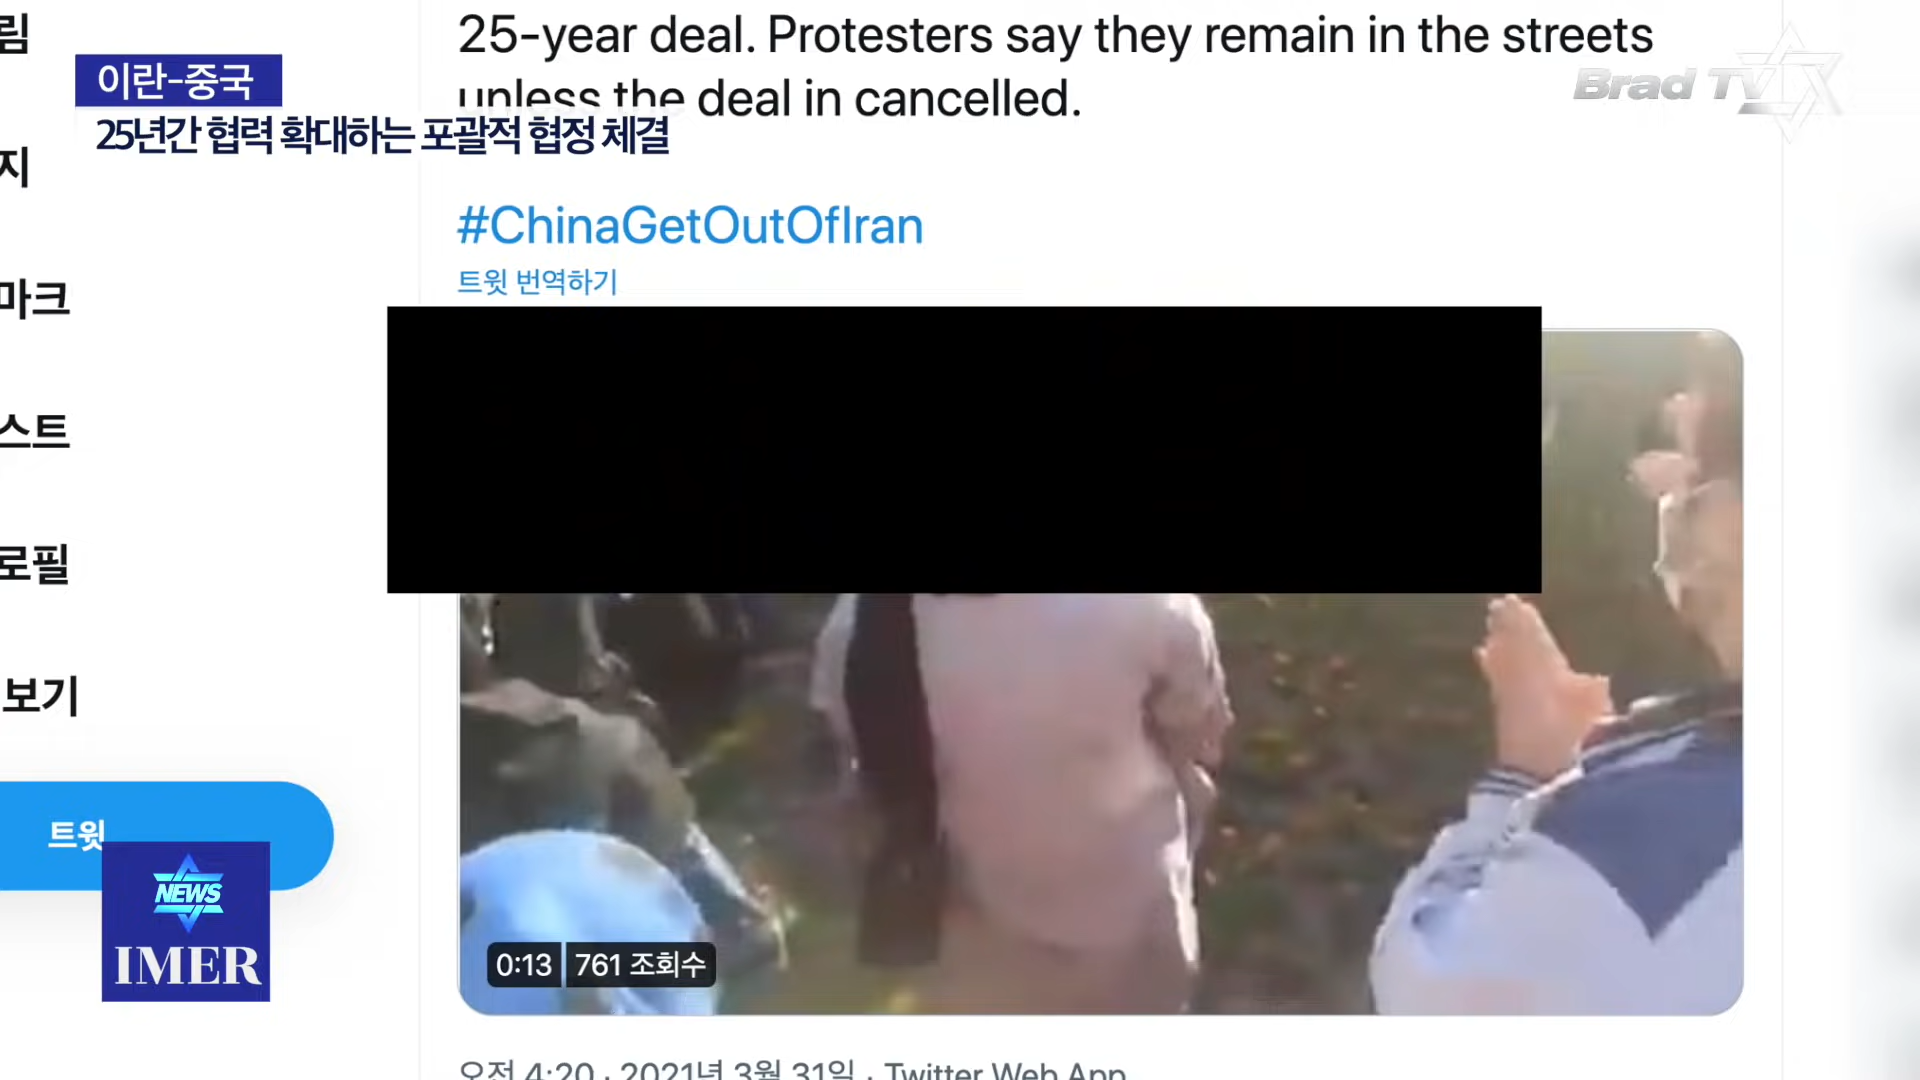 25-year deal. Protesters say they remain in the streets
unless the deal in cancelled.
이란-중국
25년간 협력 확대하는 포괄적 협정 체결
Brad TV
#ChinaGetOutOfIran
트윗 번역하기
림
지
마크
스트
로필
보기
트윗
NEWS
IMER
0:13
761 조회수
오전 4:20 · 2021년 3월 31일 · Twitter Web App